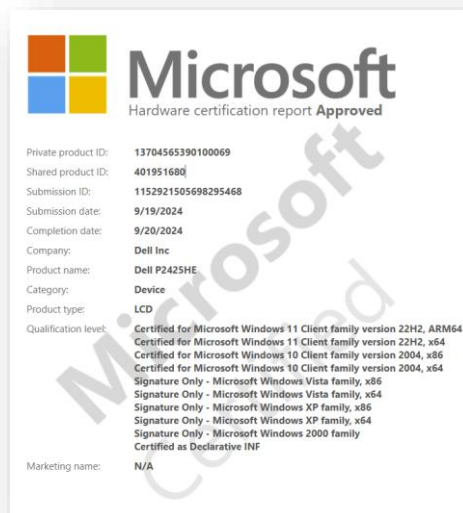 Microsoft
Hardware certification report Approved
Private product ID: 13704565390100069
Shared product ID: 401951680
Submission ID: 1152921505698295468
Submission date: 9/19/2024
Completion date: 9/20/2024
Company: Dell Inc
Product name: Dell P2425HE
Category: Device
Product type: LCD
Qualification level: Certified for Microsoft Windows 11 Client family version 22H2, ARM64
Certified for Microsoft Windows 11 Client family version 22H2, x64
Certified for Microsoft Windows 10 Client family version 2004, x86
Certified for Microsoft Windows 10 Client family version 2004, x64
Signature Only - Microsoft Windows Vista family, x86
Signature Only - Microsoft Windows Vista family, x64
Signature Only - Microsoft Windows XP family, x86
Signature Only - Microsoft Windows XP family, x64
Signature Only - Microsoft Windows 2000 family
Certified as Declarative INF
Marketing name: N/A
Microsoft
Certified